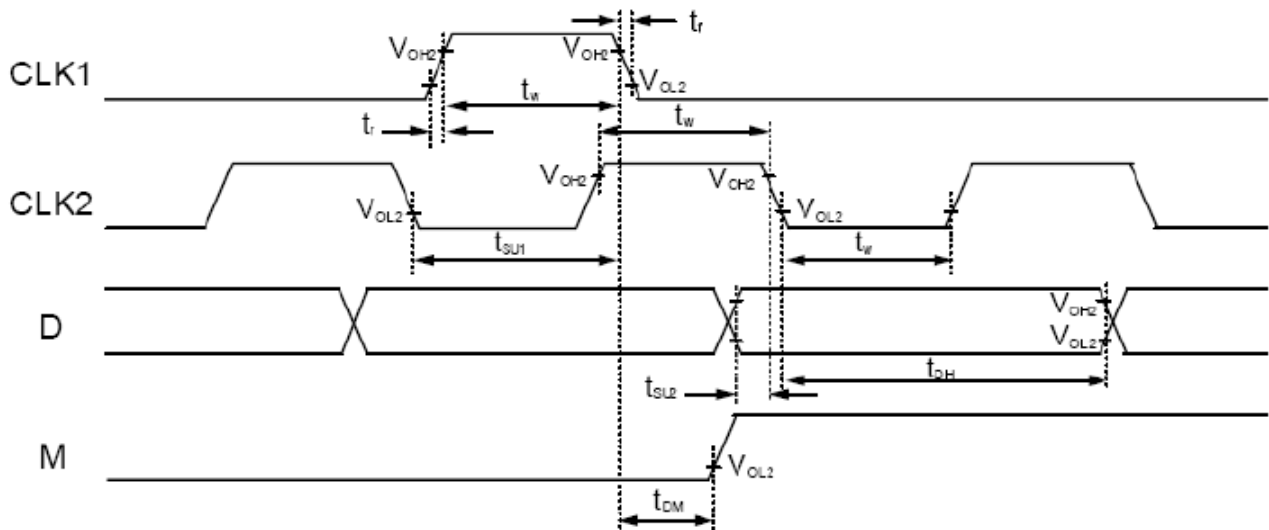 t_f
V_OH2 V_OH2
CLK1 V_OL2
t_w
t_r t_w
V_OH2 V_OH2
CLK2 V_OL2 V_OL2
t_SU1 t_w
D V_OH2
V_OL2
t_SU2 t_DH
M V_OL2
t_DM